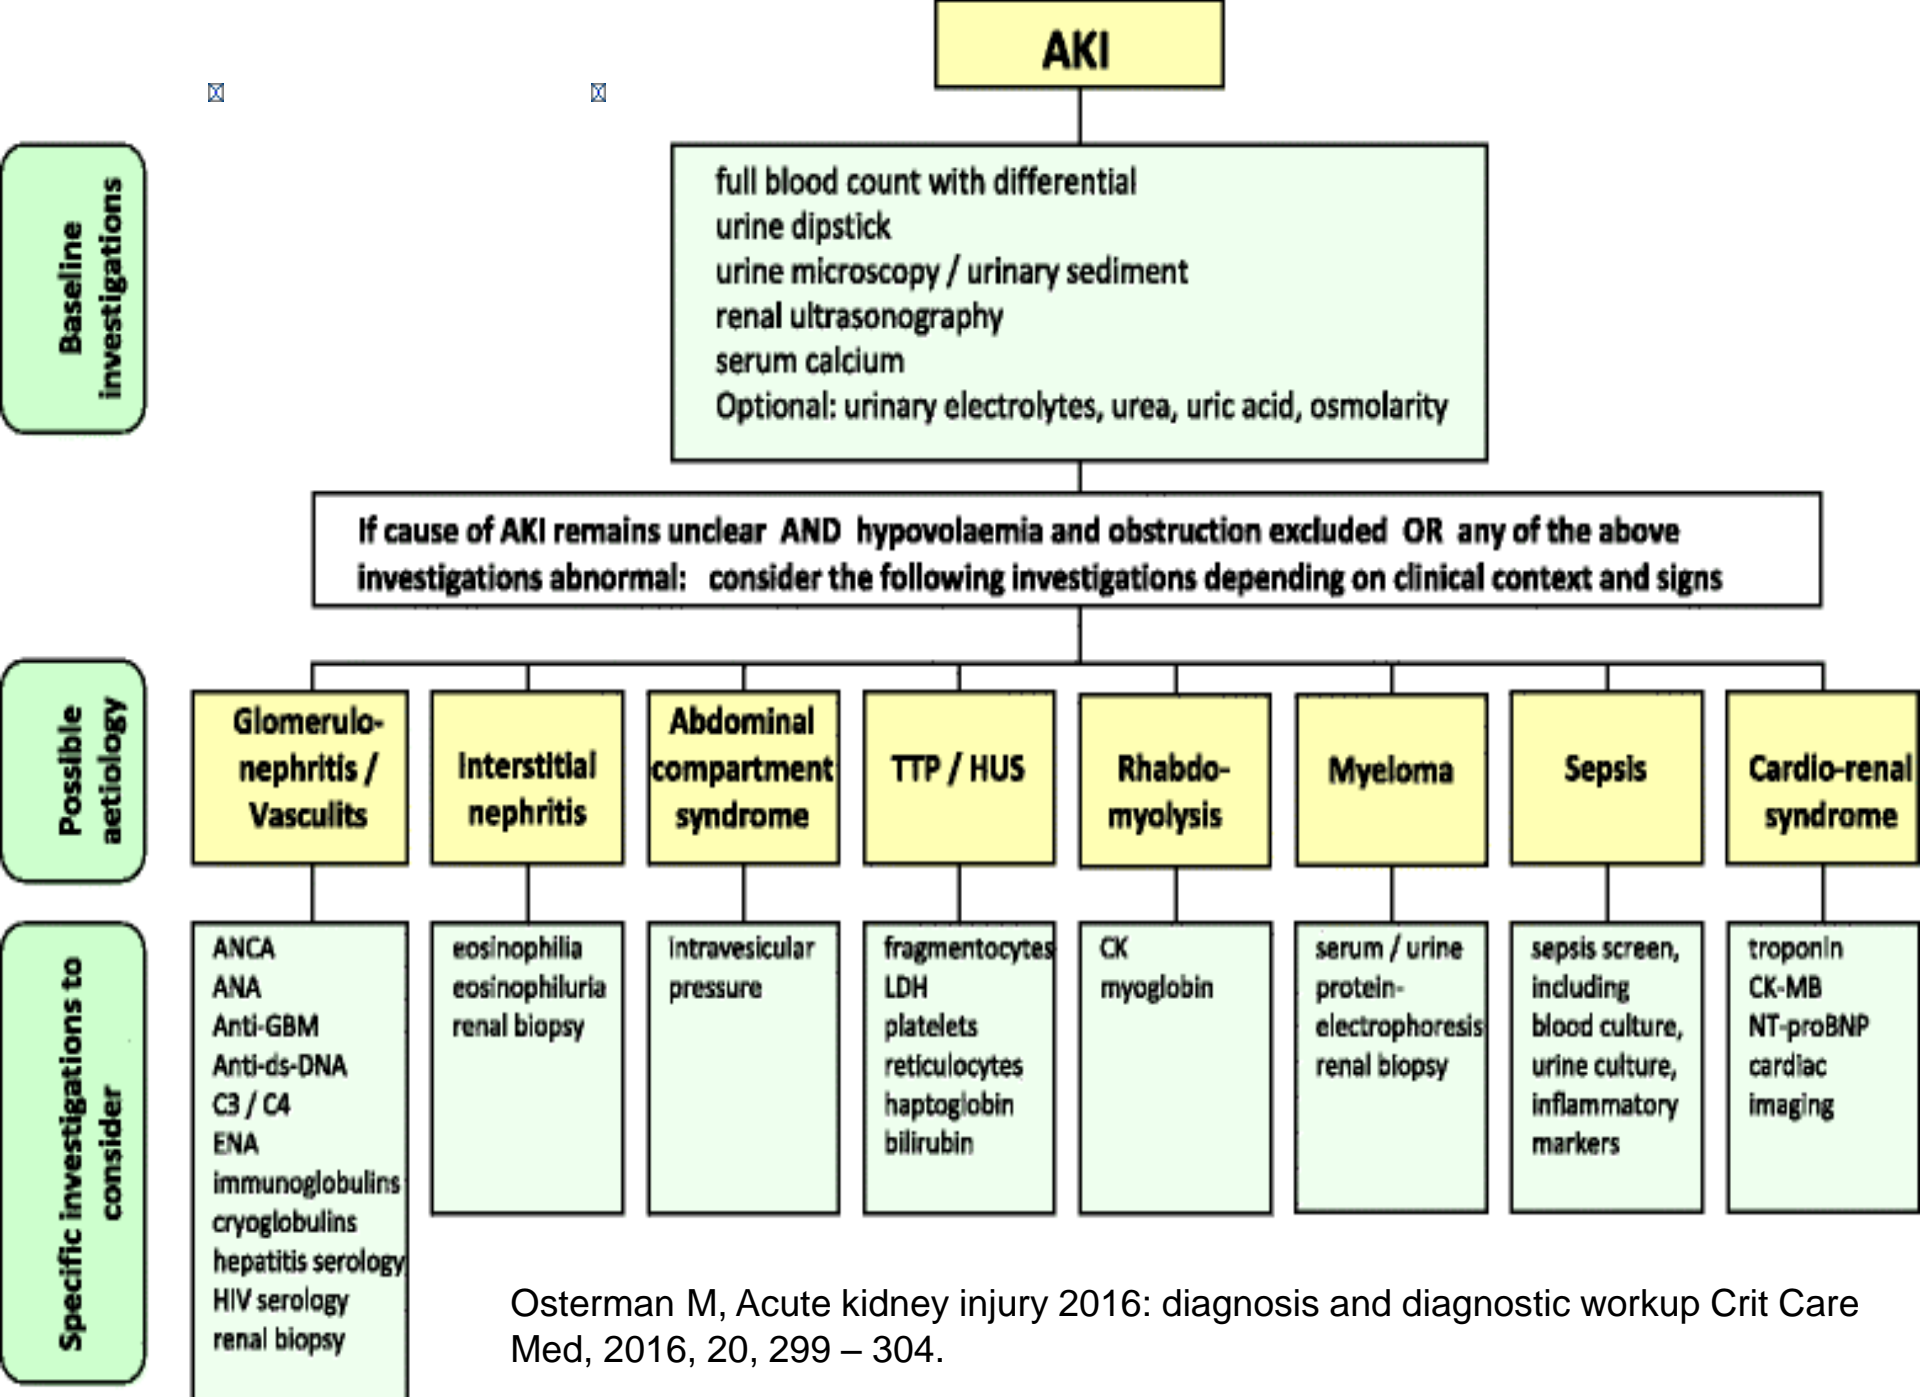 AKI
Baseline
investigations
full blood count with differential
urine dipstick
urine microscopy / urinary sediment
renal ultrasonography
serum calcium
Optional: urinary electrolytes, urea, uric acid, osmolarity
If cause of AKI remains unclear AND hypovolaemia and obstruction excluded OR any of the above
investigations abnormal: consider the following investigations depending on clinical context and signs
Possible
aetiology
Glomerulo-
nephritis /
Vasculits
Interstitial
nephritis
Abdominal
compartment
syndrome
TTP / HUS
Rhabdo-
myolysis
Myeloma
Sepsis
Cardio-renal
syndrome
Specific investigations to
consider
ANCA
ANA
Anti-GBM
Anti-ds-DNA
C3 / C4
ENA
immunoglobulins
cryoglobulins
hepatitis serology
HIV serology
renal biopsy
eosinophilia
eosinophiluria
renal biopsy
intravesicular
pressure
fragmentocytes
LDH
platelets
reticulocytes
haptoglobin
bilirubin
CK
myoglobin
serum / urine
protein-
electrophoresis
renal biopsy
sepsis screen,
including
blood culture,
urine culture,
inflammatory
markers
troponin
CK-MB
NT-proBNP
cardiac
imaging
Osterman M, Acute kidney injury 2016: diagnosis and diagnostic workup Crit Care
Med, 2016, 20, 299 – 304.